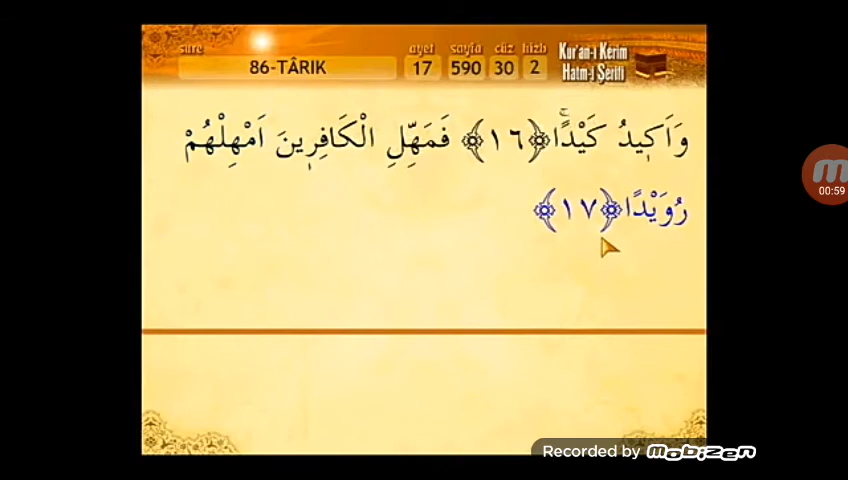 sure
ayet sayfa cüz hizb
86-TÂRIK 17 590 30 2
Kur'an-ı Kerim
Hatm-i Şerifi
وَاَكٖيدُ كَيْدًاۚ ﴿١٦﴾ فَمَهِّلِ الْكَافِرٖينَ اَمْهِلْهُمْ
رُوَيْدًا ﴿١٧﴾
00:59
Recorded by MOBIZEN